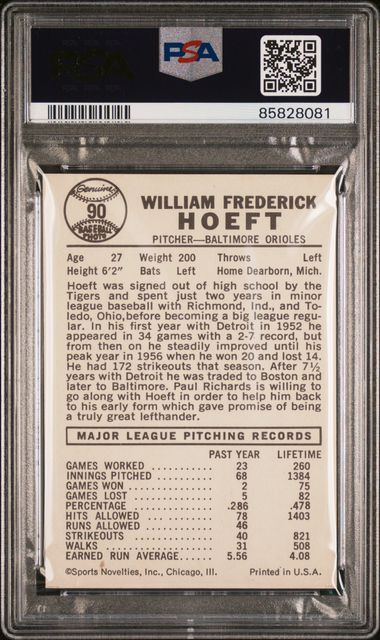 PSA
PSA
85828081
Genuine
90
BASEBALL
PHOTO
WILLIAM FREDERICK
HOEFT
PITCHER—BALTIMORE ORIOLES
Age 27 Weight 200 Throws Left
Height 6'2" Bats Left Home Dearborn, Mich.
Hoeft was signed out of high school by the
Tigers and spent just two years in minor
league baseball with Richmond, Ind., and To-
ledo, Ohio,before becoming a big league regu-
lar. In his first year with Detroit in 1952 he
appeared in 34 games with a 2-7 record, but
from then on he steadily improved until his
peak year in 1956 when he won 20 and lost 14.
He had 172 strikeouts that season. After 7½
years with Detroit he was traded to Boston and
later to Baltimore. Paul Richards is willing to
go along with Hoeft in order to help him back
to his early form which gave promise of being
a truly great lefthander.
MAJOR LEAGUE PITCHING RECORDS
PAST YEAR LIFETIME
GAMES WORKED .......... 23 260
INNINGS PITCHED ........ 68 1384
GAMES WON ............ 2 75
GAMES LOST ............ 5 82
PERCENTAGE ............ .286 .478
HITS ALLOWED .......... 78 1403
RUNS ALLOWED ......... 46
STRIKEOUTS ............ 40 821
WALKS ................. 31 508
EARNED RUN AVERAGE..... 5.56 4.08
©Sports Novelties, Inc., Chicago, Ill. Printed in U.S.A.